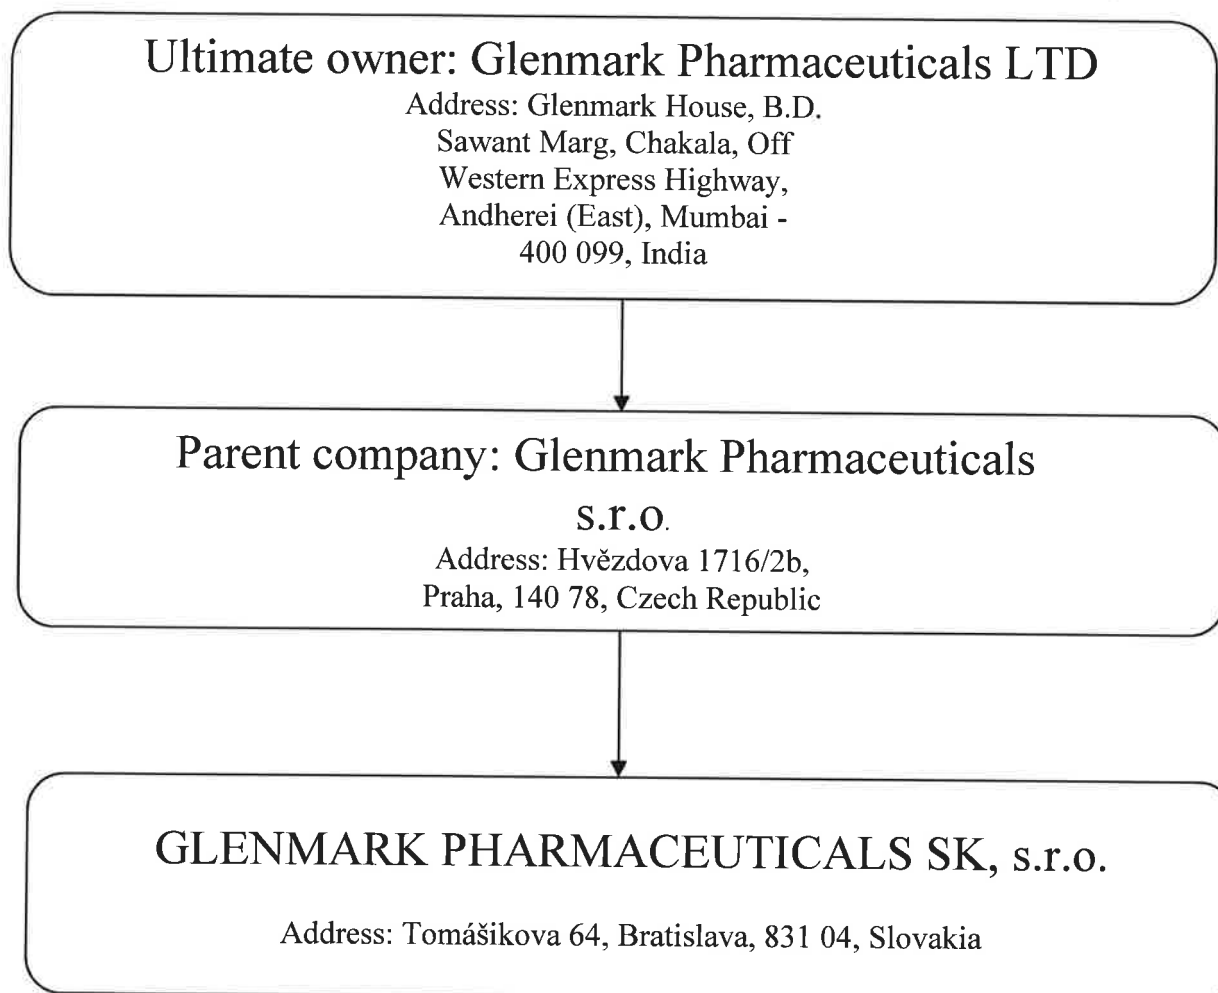 Ultimate owner: Glenmark Pharmaceuticals LTD
Address: Glenmark House, B.D.
Sawant Marg, Chakala, Off
Western Express Highway,
Andherei (East), Mumbai -
400 099, India
Parent company: Glenmark Pharmaceuticals
s.r.o.
Address: Hvězdova 1716/2b,
Praha, 140 78, Czech Republic
GLENMARK PHARMACEUTICALS SK, s.r.o.
Address: Tomášikova 64, Bratislava, 831 04, Slovakia